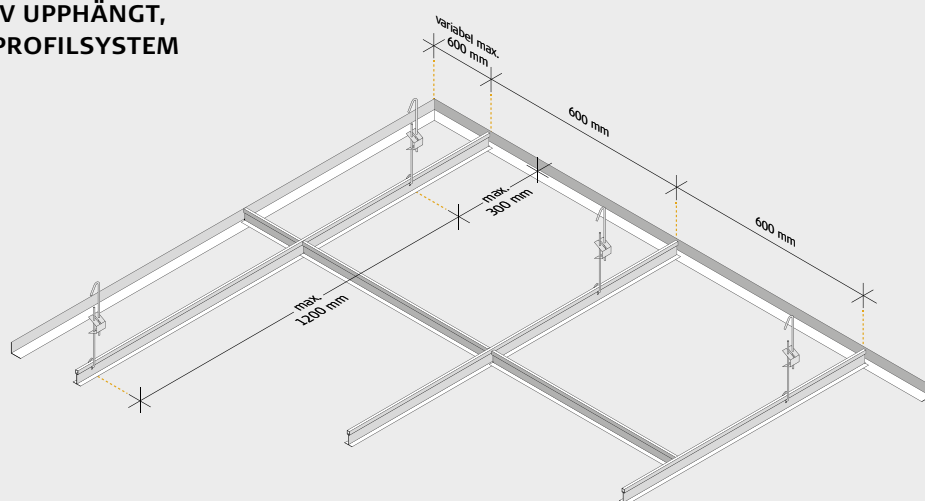 V UPPHÄNGT,
PROFILSYSTEM
variabel max.
600 mm
600 mm
600 mm
max.
300 mm
max.
1200 mm